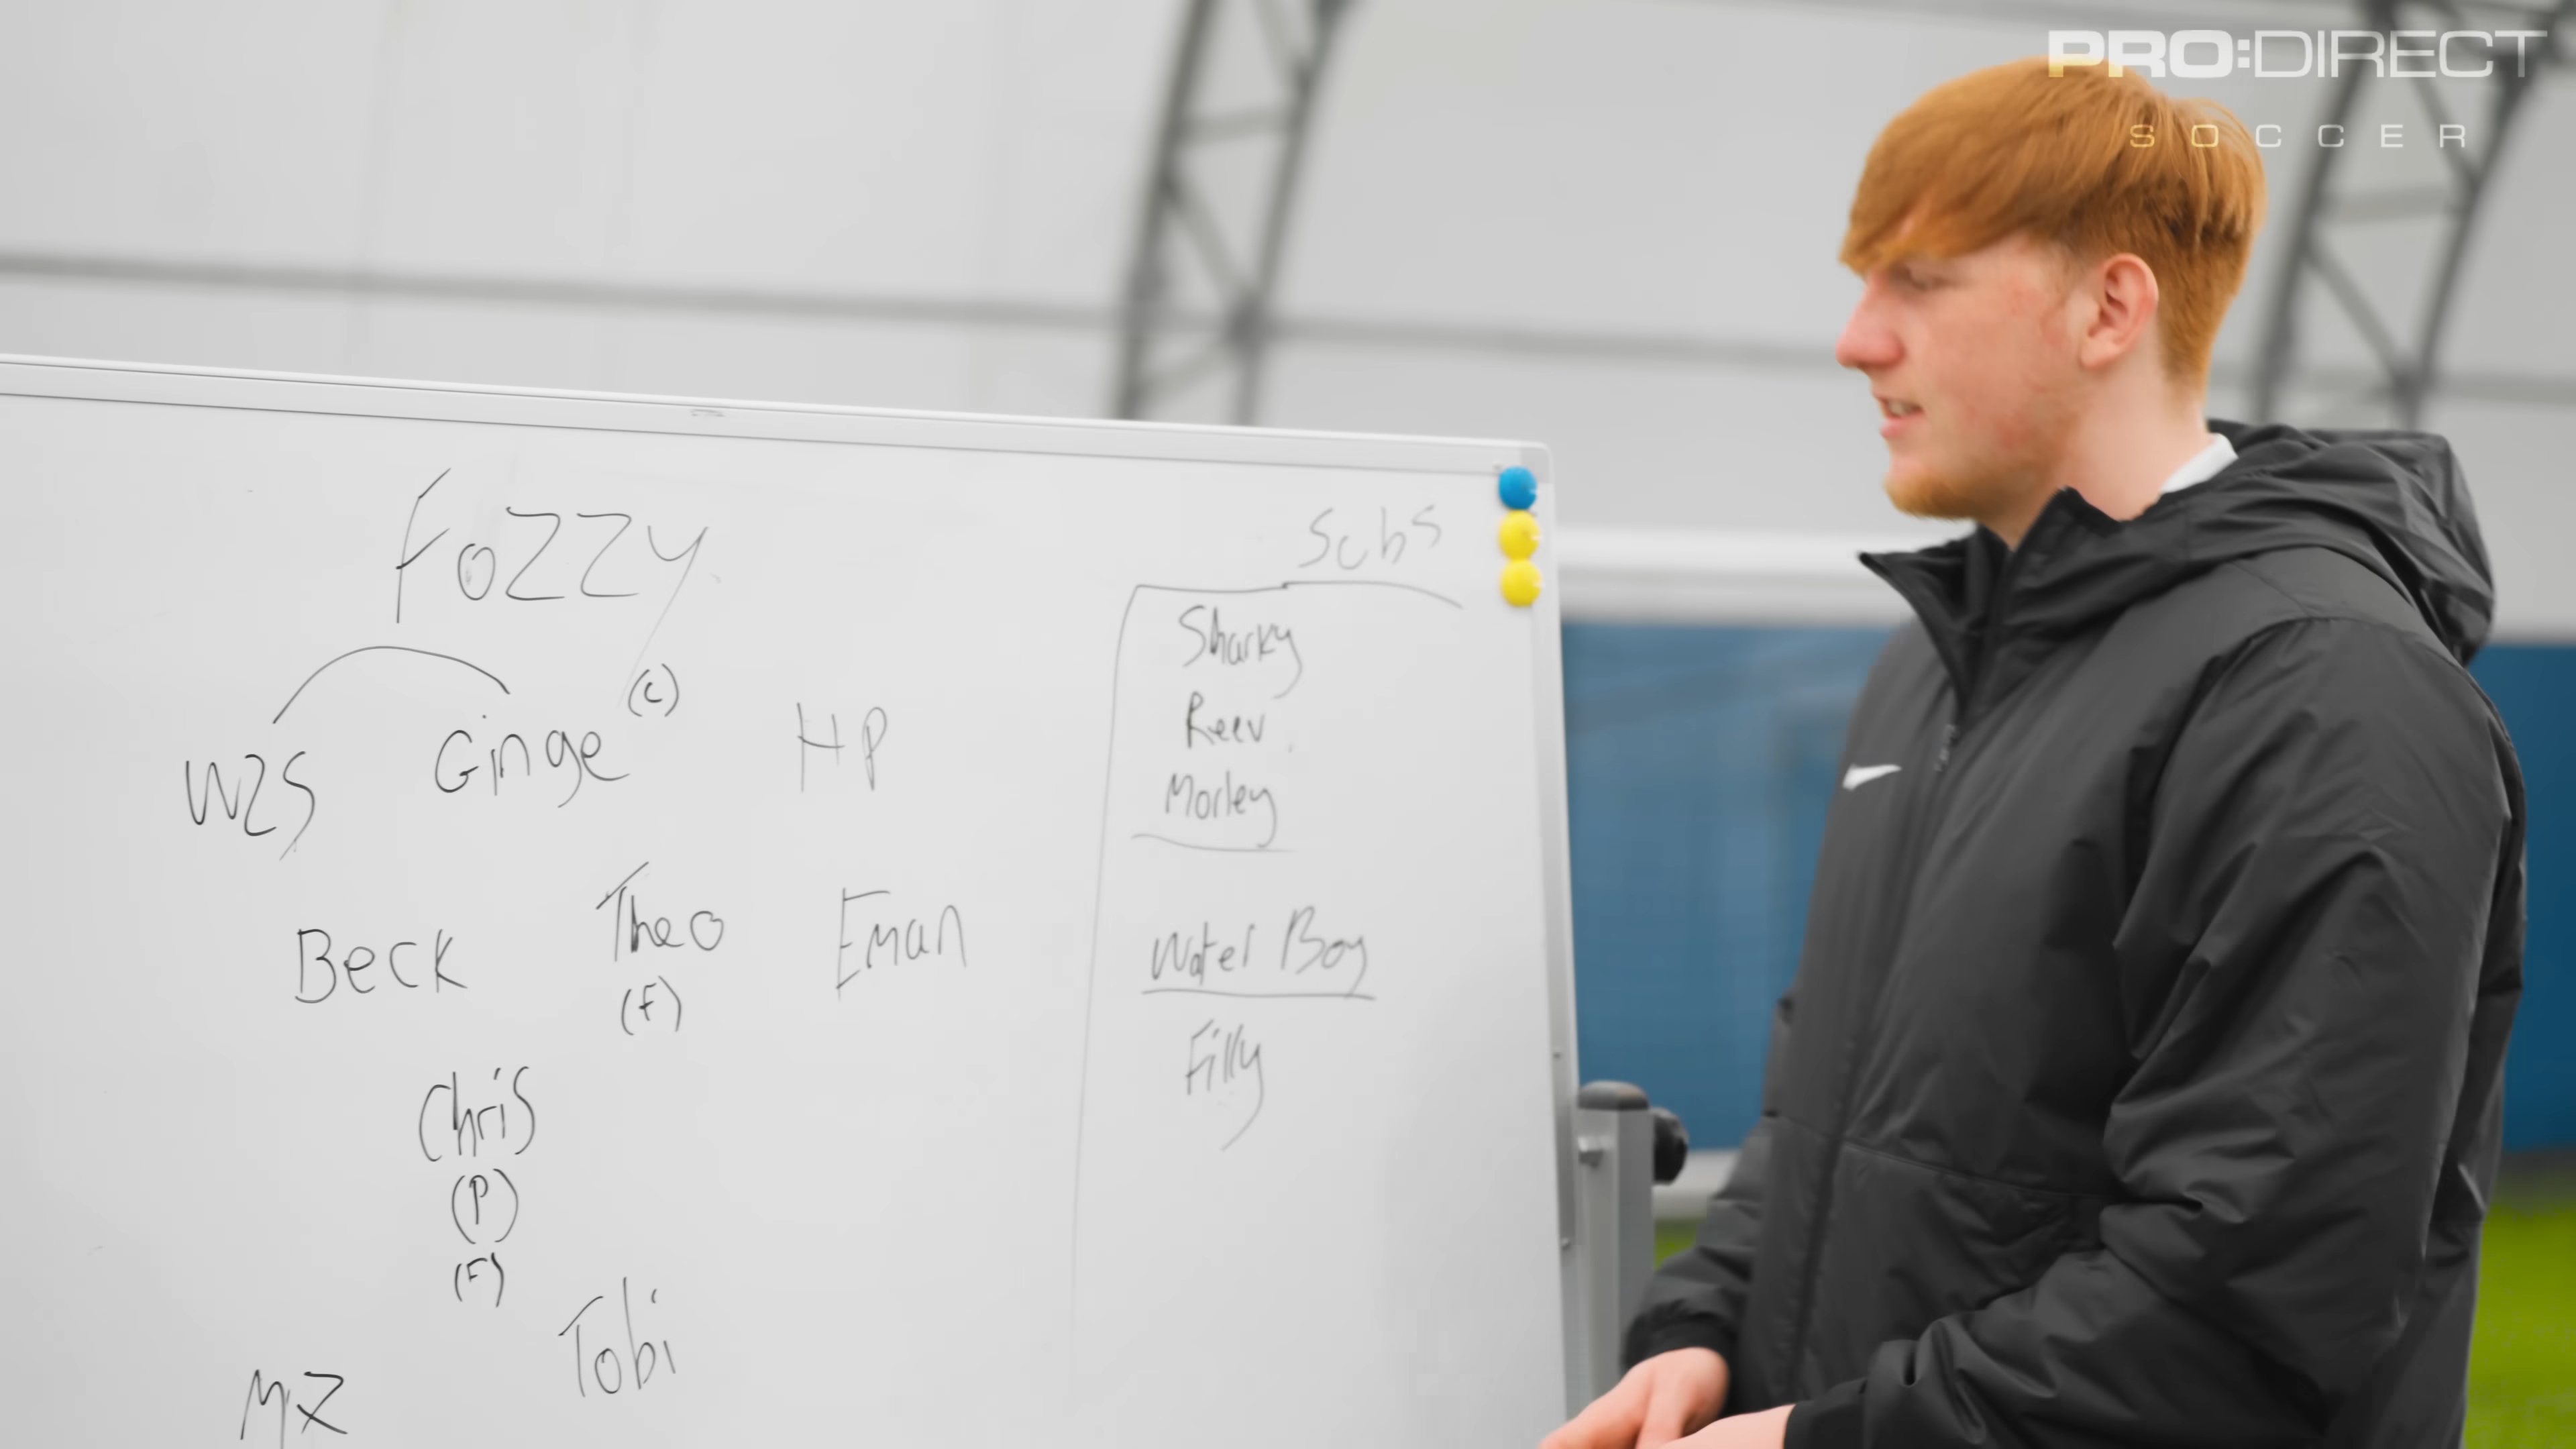 PRO:DIRECT
SOCCER
Fozzy
W2S Ginge (C) HP
Beck Theo Eman
(F)
Chris
(P)
(F)
Tobi
MZ
Subs
Sharky
Reev
Morley
Water Boy
Filly